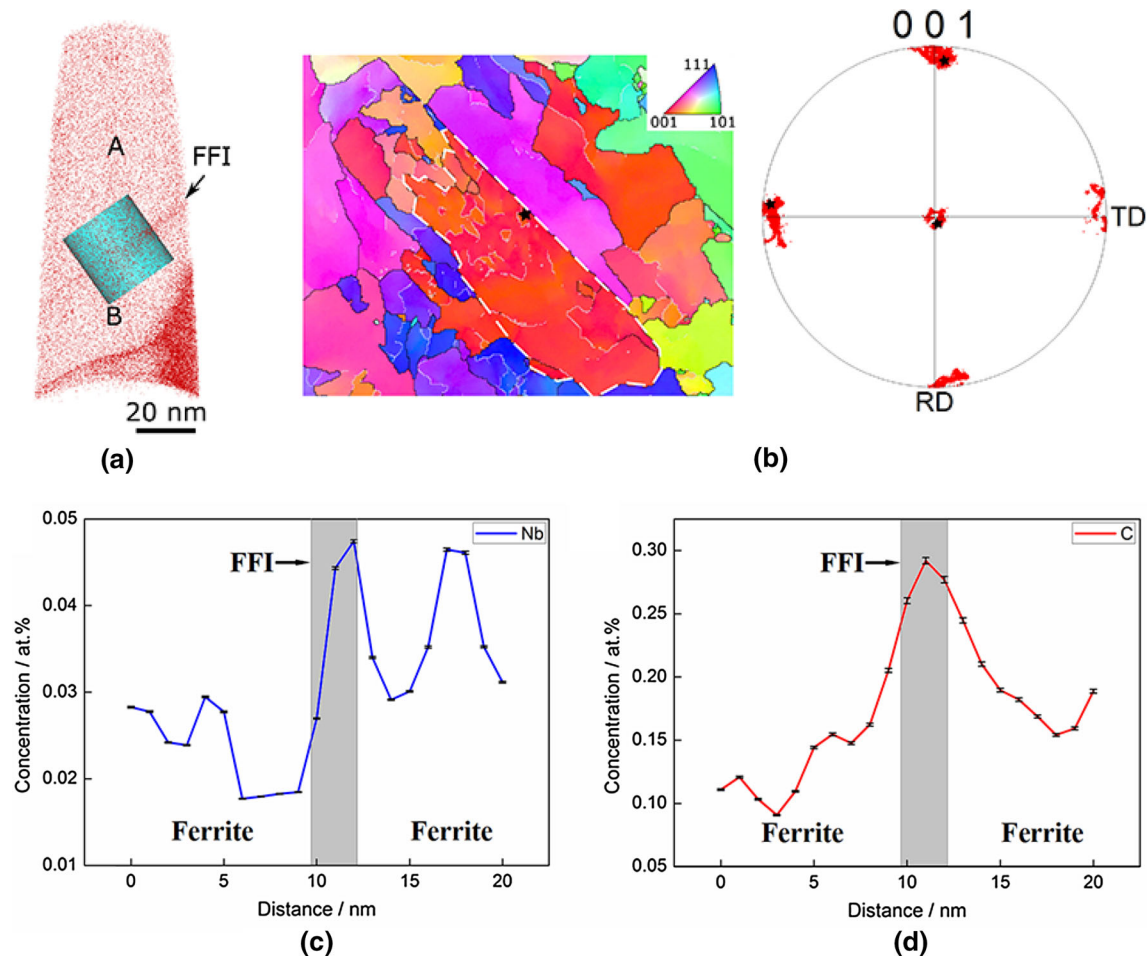 A
FFI
B
20 nm
(a)
111
001 101
0 0 1
TD
RD
(b)
0.05
0.04
0.03
0.02
0.01
Concentration / at.%
Nb
FFI
Ferrite
Ferrite
0 5 10 15 20
Distance / nm
(c)
0.30
0.25
0.20
0.15
0.10
0.05
Concentration / at.%
C
FFI
Ferrite
Ferrite
0 5 10 15 20
Distance / nm
(d)